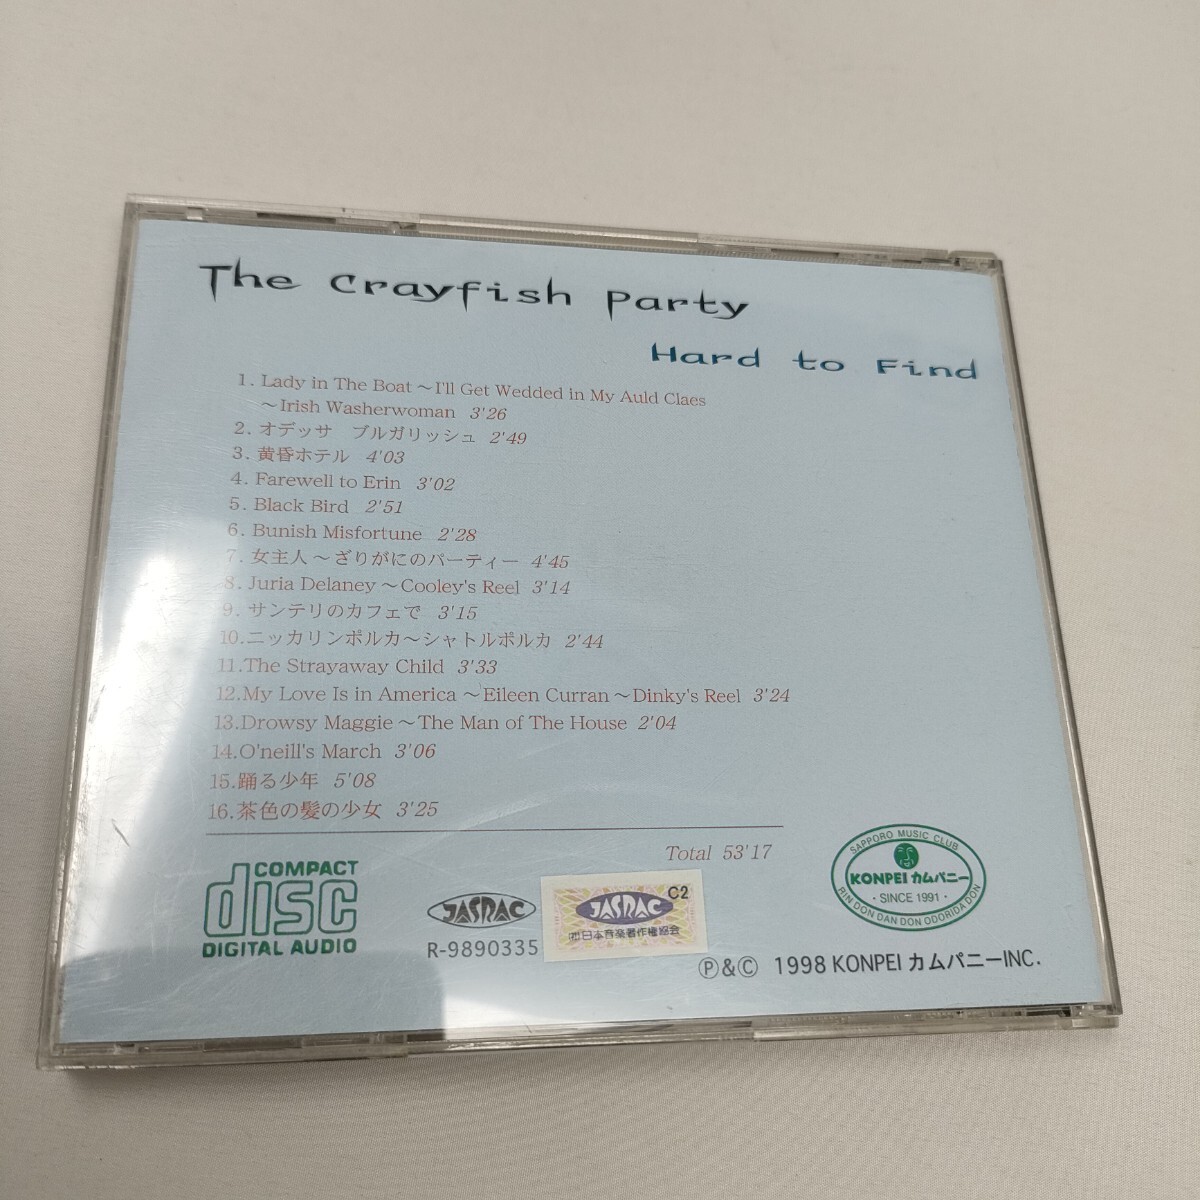 The Crayfish Party
Hard to Find
1. Lady in The Boat～I'll Get Wedded in My Auld Claes
～Irish Washerwoman 3'26
2. オデッサ　ブルガリッシュ 2'49
3. 黄昏ホテル 4'03
4. Farewell to Erin 3'02
5. Black Bird 2'51
6. Bunish Misfortune 2'28
7. 女主人～ざりがにのパーティー 4'45
8. Juria Delaney～Cooley's Reel 3'14
9. サンテリのカフェで 3'15
10.ニッカリンポルカ～シャトルポルカ 2'44
11.The Strayaway Child 3'33
12.My Love Is in America～Eileen Curran～Dinky's Reel 3'24
13.Drowsy Maggie～The Man of The House 2'04
14.O'neill's March 3'06
15.踊る少年 5'08
16.茶色の髪の少女 3'25
Total 53'17
COMPACT
disc
DIGITAL AUDIO
JASRAC
R-9890335
C2
JASRAC
㈳日本音楽著作権協会
SAPPORO MUSIC CLUB
KONPEI カムパニー
・SINCE 1991・
RIN DON DAN DON ODORIDA DON
Ⓟ&Ⓒ 1998 KONPEI カムパニーINC.